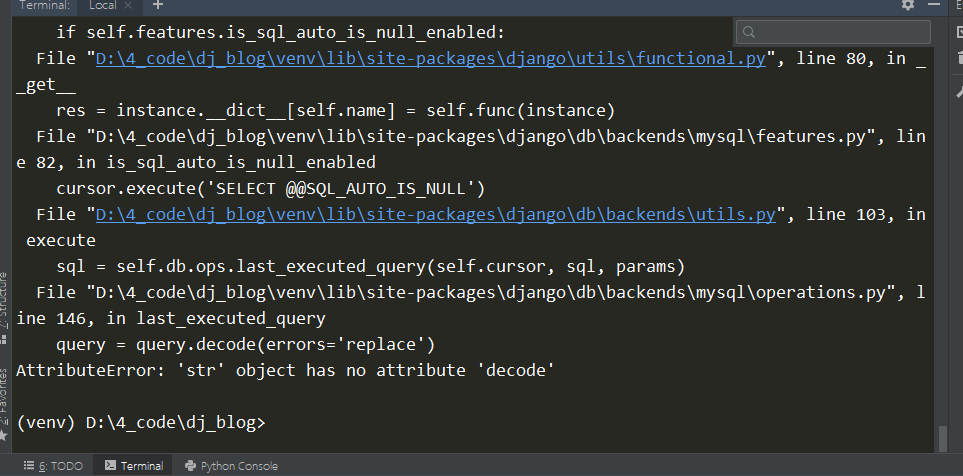 Terminal: Local × +
if self.features.is_sql_auto_is_null_enabled:
File "D:\4_code\dj_blog\venv\lib\site-packages\django\utils\functional.py", line 80, in _
_get__
res = instance.__dict__[self.name] = self.func(instance)
File "D:\4_code\dj_blog\venv\lib\site-packages\django\db\backends\mysql\features.py", lin
e 82, in is_sql_auto_is_null_enabled
cursor.execute('SELECT @@SQL_AUTO_IS_NULL')
File "D:\4_code\dj_blog\venv\lib\site-packages\django\db\backends\utils.py", line 103, in
execute
sql = self.db.ops.last_executed_query(self.cursor, sql, params)
File "D:\4_code\dj_blog\venv\lib\site-packages\django\db\backends\mysql\operations.py", l
ine 146, in last_executed_query
query = query.decode(errors='replace')
AttributeError: 'str' object has no attribute 'decode'
(venv) D:\4_code\dj_blog>
Z: Structure
2: Favorites
6: TODO Terminal Python Console